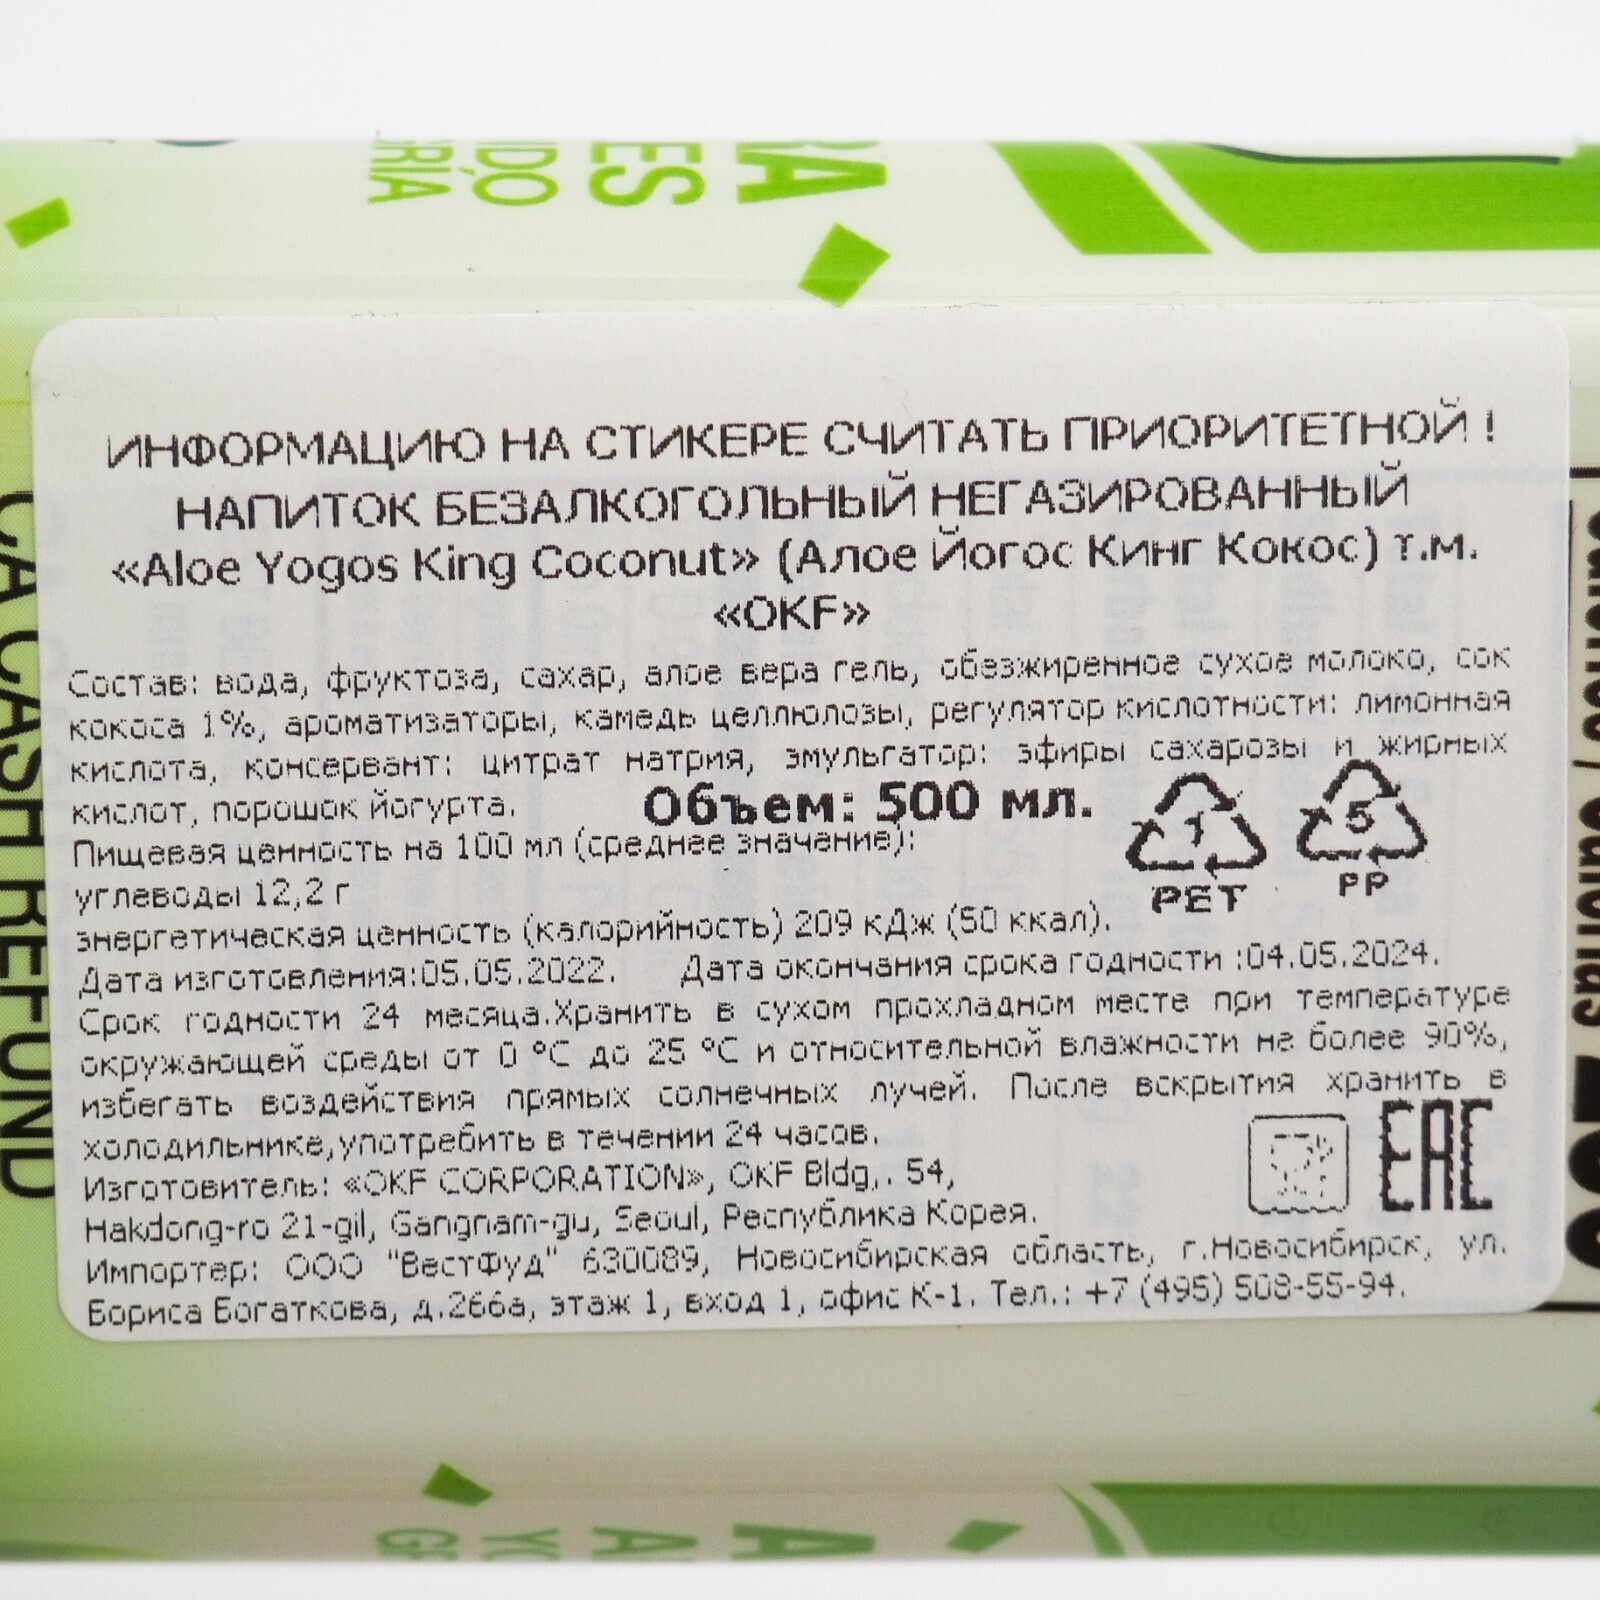 RA
ES
NDO
GRIA
ИНФОРМАЦИЮ НА СТИКЕРЕ СЧИТАТЬ ПРИОРИТЕТНОЙ !
НАПИТОК БЕЗАЛКОГОЛЬНЫЙ НЕГАЗИРОВАННЫЙ
«Aloe Yogos King Coconut» (Алое Йогос Кинг Кокос) т.м.
«OKF»
Состав: вода, фруктоза, сахар, алое вера гель, обезжиренное сухое молоко, сок
кокоса 1%, ароматизаторы, камедь целлюлозы, регулятор кислотности: лимонная
кислота, консервант: цитрат натрия, эмульгатор: эфиры сахарозы и жирных
кислот, порошок йогурта.
Объем: 500 мл.
Пищевая ценность на 100 мл (среднее значение):
углеводы 12,2 г
энергетическая ценность (калорийность) 209 кДж (50 ккал).
1
PET
5
PP
Дата изготовления:05.05.2022. Дата окончания срока годности :04.05.2024.
Срок годности 24 месяца.Хранить в сухом прохладном месте при температуре
окружающей среды от 0 °C до 25 °C и относительной влажности не более 90%,
избегать воздействия прямых солнечных лучей. После вскрытия хранить в
холодильнике,употребить в течении 24 часов.
Изготовитель: «OKF CORPORATION», OKF Bldg,. 54,
Hakdong-ro 21-gil, Gangnam-gu, Seoul, Республика Корея.
EAC
Импортер: ООО "ВестФуд" 630089, Новосибирская область, г.Новосибирск, ул.
Бориса Богаткова, д.266а, этаж 1, вход 1, офис К-1. Тел.: +7 (495) 508-55-94.
CA CASH REFUND
Calories / Calorías